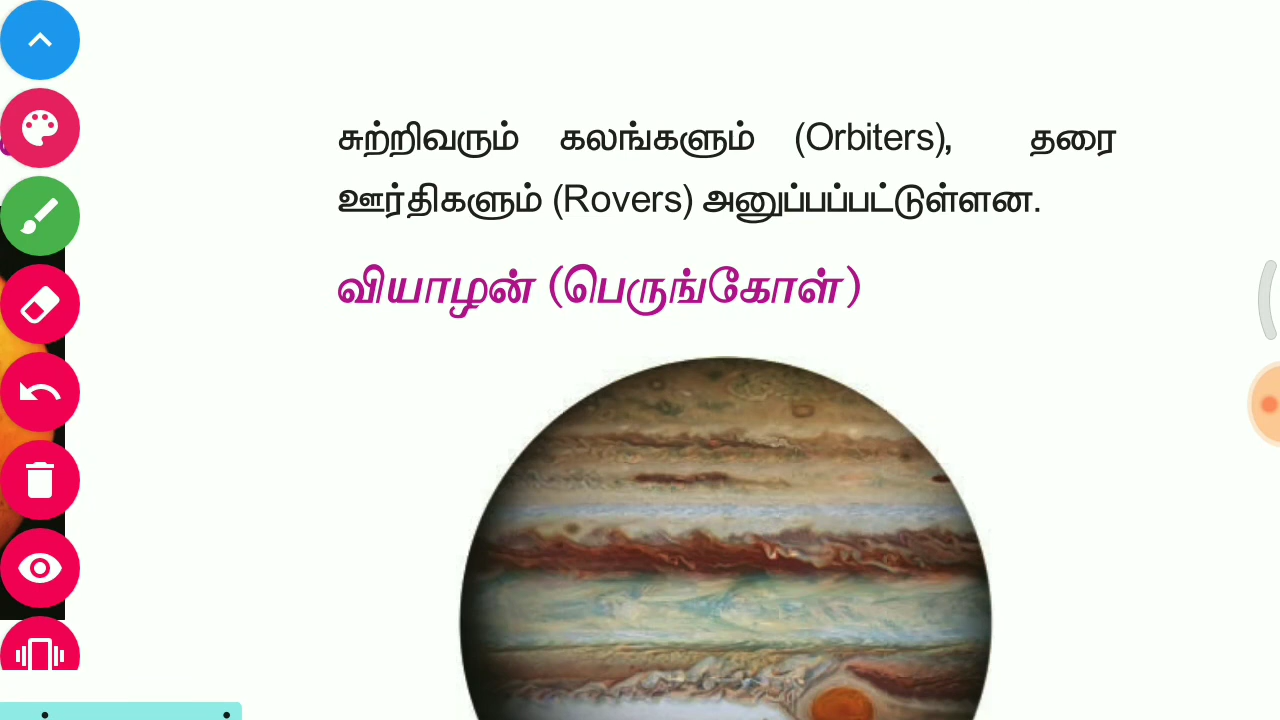 சுற்றிவரும் கலங்களும் (Orbiters), தரை
ஊர்திகளும் (Rovers) அனுப்பப்பட்டுள்ளன.
வியாழன் (பெருங்கோள்)